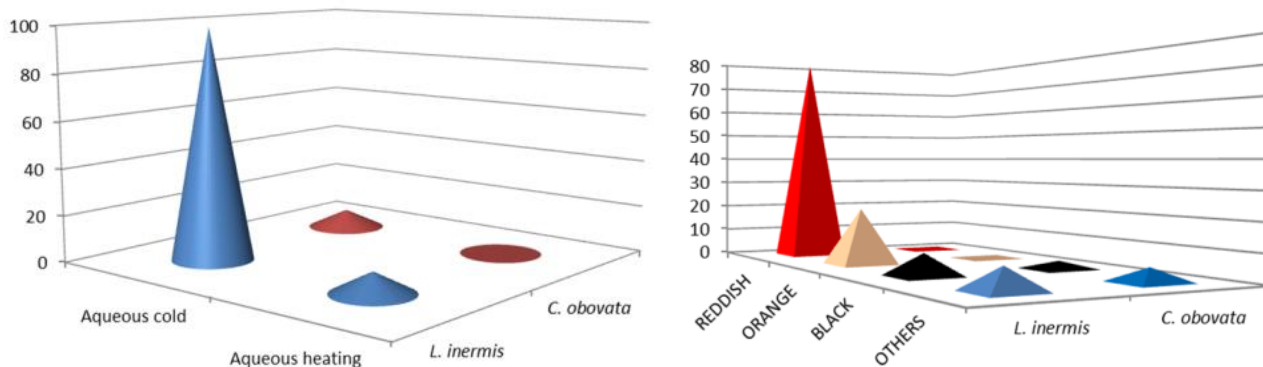 100
80
60
40
20
0
Aqueous cold
Aqueous heating
L. inermis
C. obovata
80
70
60
50
40
30
20
10
0
REDDISH
ORANGE
BLACK
OTHERS
L. inermis
C. obovata